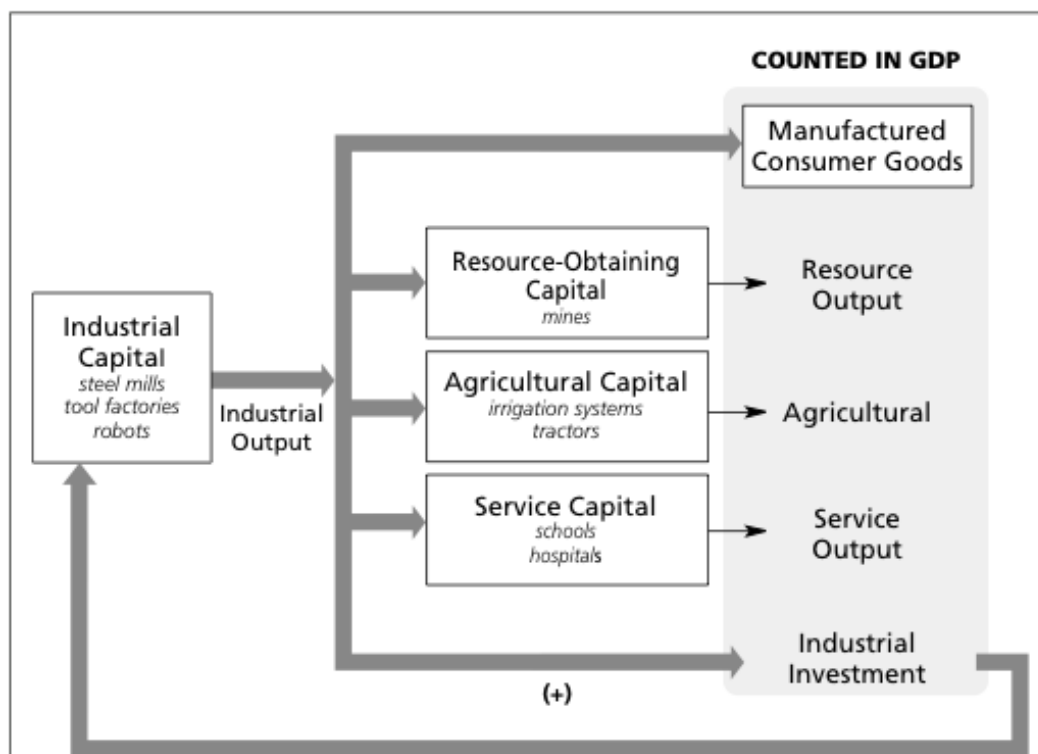 COUNTED IN GDP
Manufactured
Consumer Goods
Resource-Obtaining
Capital
mines
Resource
Output
Industrial
Capital
steel mills
tool factories
robots
Industrial
Output
Agricultural Capital
irrigation systems
tractors
Agricultural
Service Capital
schools
hospitals
Service
Output
Industrial
Investment
(+)